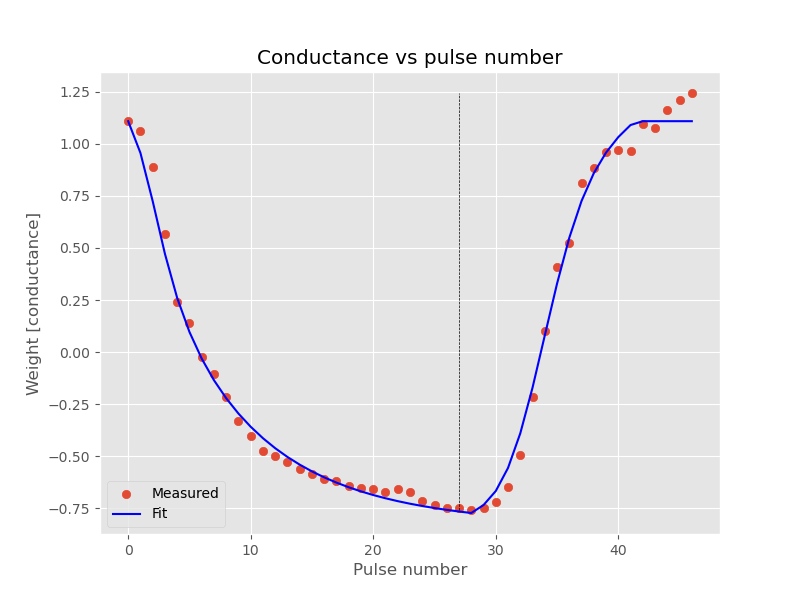 Conductance vs pulse number
1.25
1.00
0.75
0.50
0.25
0.00
−0.25
−0.50
−0.75
Weight [conductance]
Measured
Fit
0 10 20 30 40
Pulse number